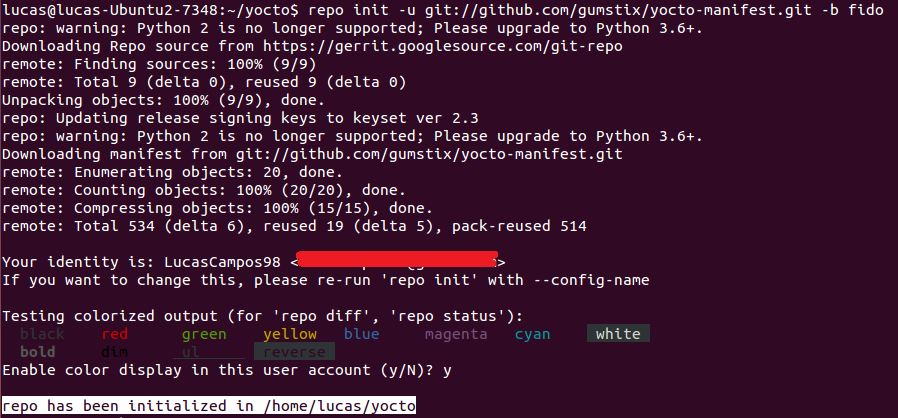 lucas@lucas-Ubuntu2-7348:~/yocto$ repo init -u git://github.com/gumstix/yocto-manifest.git -b fido
repo: warning: Python 2 is no longer supported; Please upgrade to Python 3.6+.
Downloading Repo source from https://gerrit.googlesource.com/git-repo
remote: Finding sources: 100% (9/9)
remote: Total 9 (delta 0), reused 9 (delta 0)
Unpacking objects: 100% (9/9), done.
repo: Updating release signing keys to keyset ver 2.3
repo: warning: Python 2 is no longer supported; Please upgrade to Python 3.6+.
Downloading manifest from git://github.com/gumstix/yocto-manifest.git
remote: Enumerating objects: 20, done.
remote: Counting objects: 100% (20/20), done.
remote: Compressing objects: 100% (15/15), done.
remote: Total 534 (delta 6), reused 19 (delta 5), pack-reused 514
Your identity is: LucasCampos98 < >
If you want to change this, please re-run 'repo init' with --config-name
Testing colorized output (for 'repo diff', 'repo status'):
black red green yellow blue magenta cyan white
bold dim ul reverse
Enable color display in this user account (y/N)? y
repo has been initialized in /home/lucas/yocto